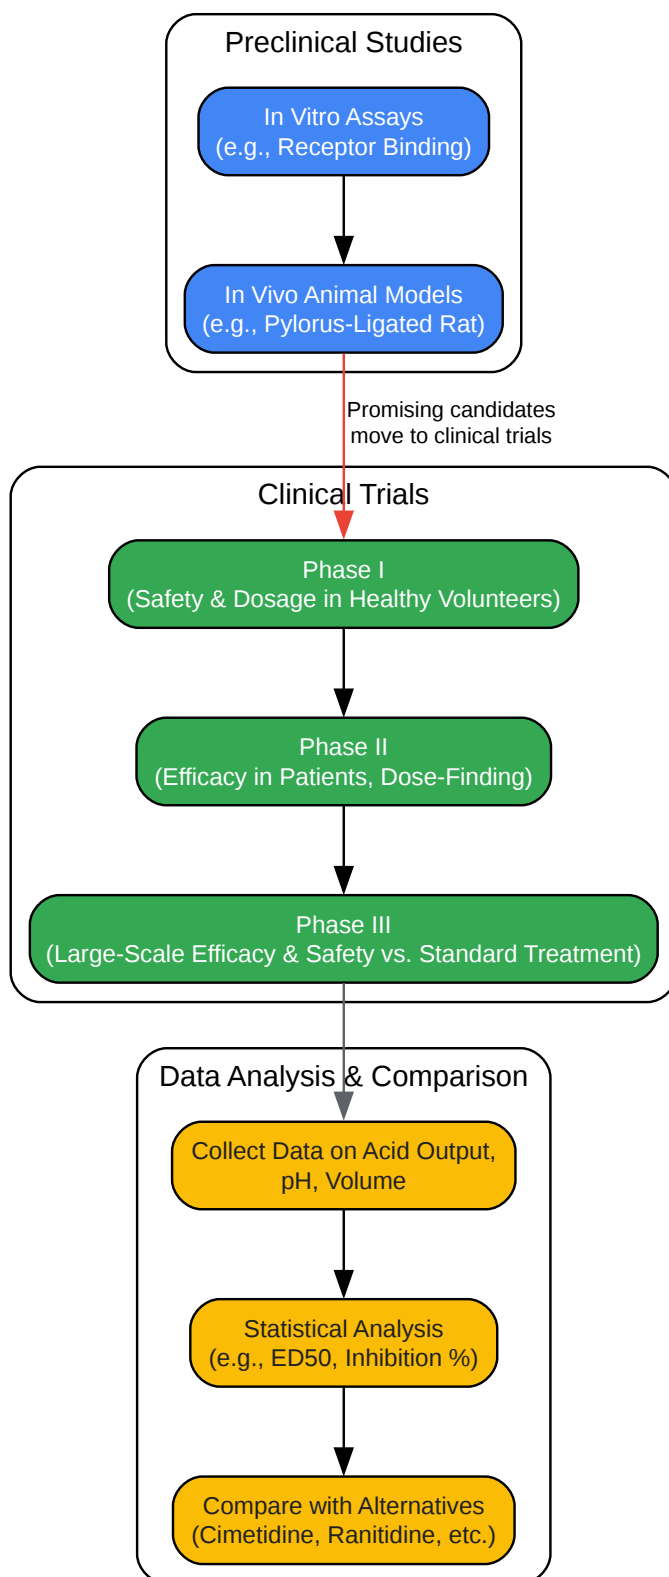 Preclinical Studies
In Vitro Assays
(e.g., Receptor Binding)
In Vivo Animal Models
(e.g., Pylorus-Ligated Rat)
Promising candidates
move to clinical trials
Clinical Trials
Phase I
(Safety & Dosage in Healthy Volunteers)
Phase II
(Efficacy in Patients, Dose-Finding)
Phase III
(Large-Scale Efficacy & Safety vs. Standard Treatment)
Data Analysis & Comparison
Collect Data on Acid Output,
pH, Volume
Statistical Analysis
(e.g., ED50, Inhibition %)
Compare with Alternatives
(Cimetidine, Ranitidine, etc.)